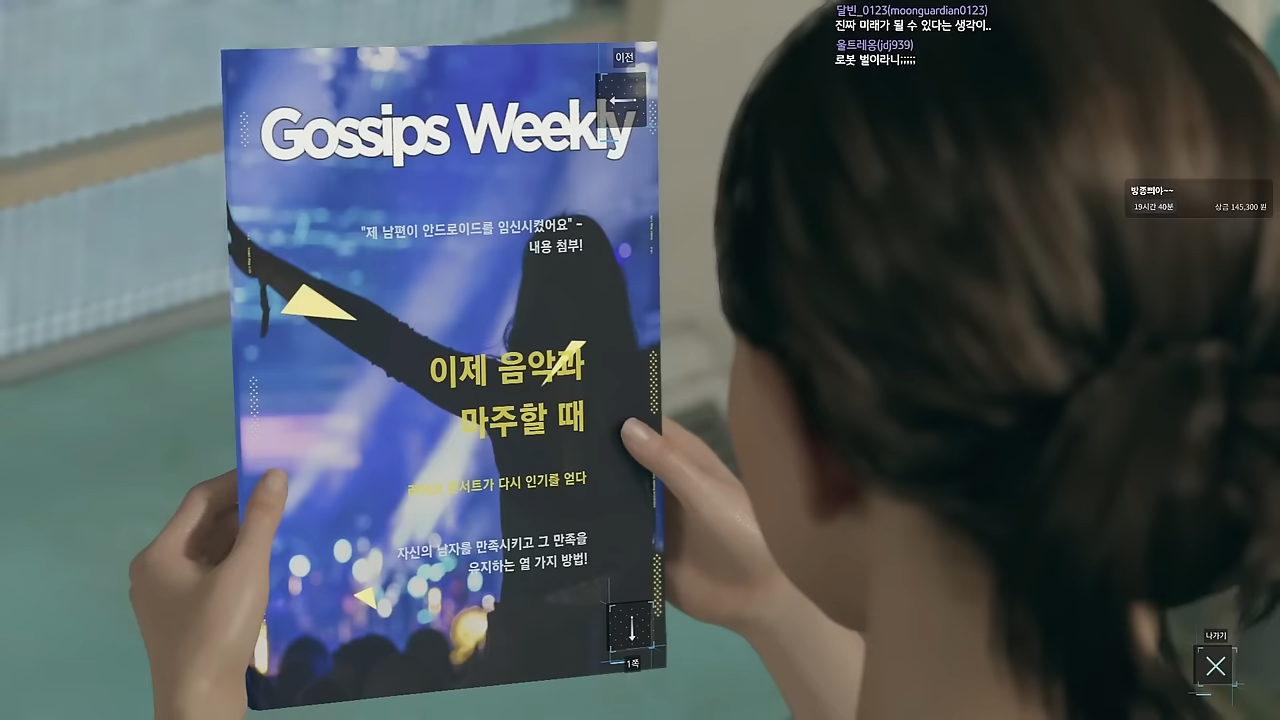 달빈_0123(moonguardian0123)
진짜 미래가 될 수 있다는 생각이..
울트레옹(jdj939)
로봇 벌이라니;;;;;
이전
Gossips Weekly
"제 남편이 안드로이드를 임신시켰어요" –
내용 첨부!
이제 음악과
마주할 때
콘서트가 다시 인기를 얻다
자신의 남자를 만족시키고 그 만족을
유지하는 열 가지 방법!
1쪽
19시간 40분
상금 145,300 원
나가기